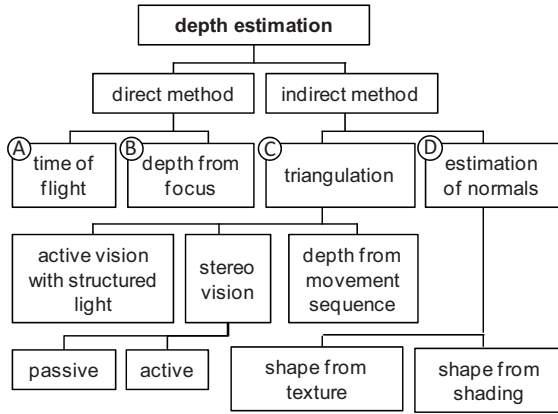 depth estimation
direct method
indirect method
A
time of
flight
B
depth from
focus
C
triangulation
D
estimation
of normals
active vision
with structured
light
stereo
vision
depth from
movement
sequence
passive
active
shape from
texture
shape from
shading